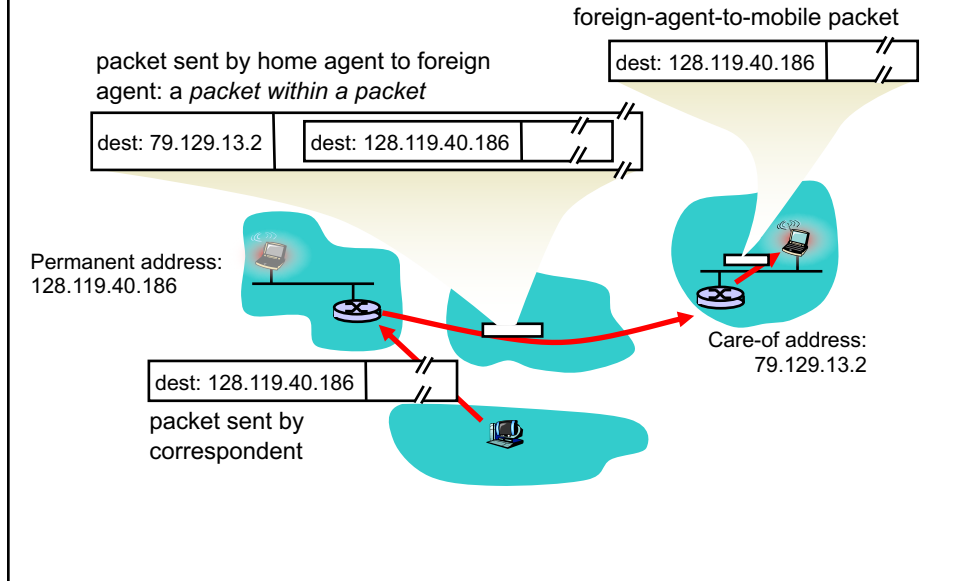 foreign-agent-to-mobile packet
dest: 128.119.40.186
packet sent by home agent to foreign
agent: a packet within a packet
dest: 79.129.13.2
dest: 128.119.40.186
Permanent address:
128.119.40.186
Care-of address:
79.129.13.2
dest: 128.119.40.186
packet sent by
correspondent